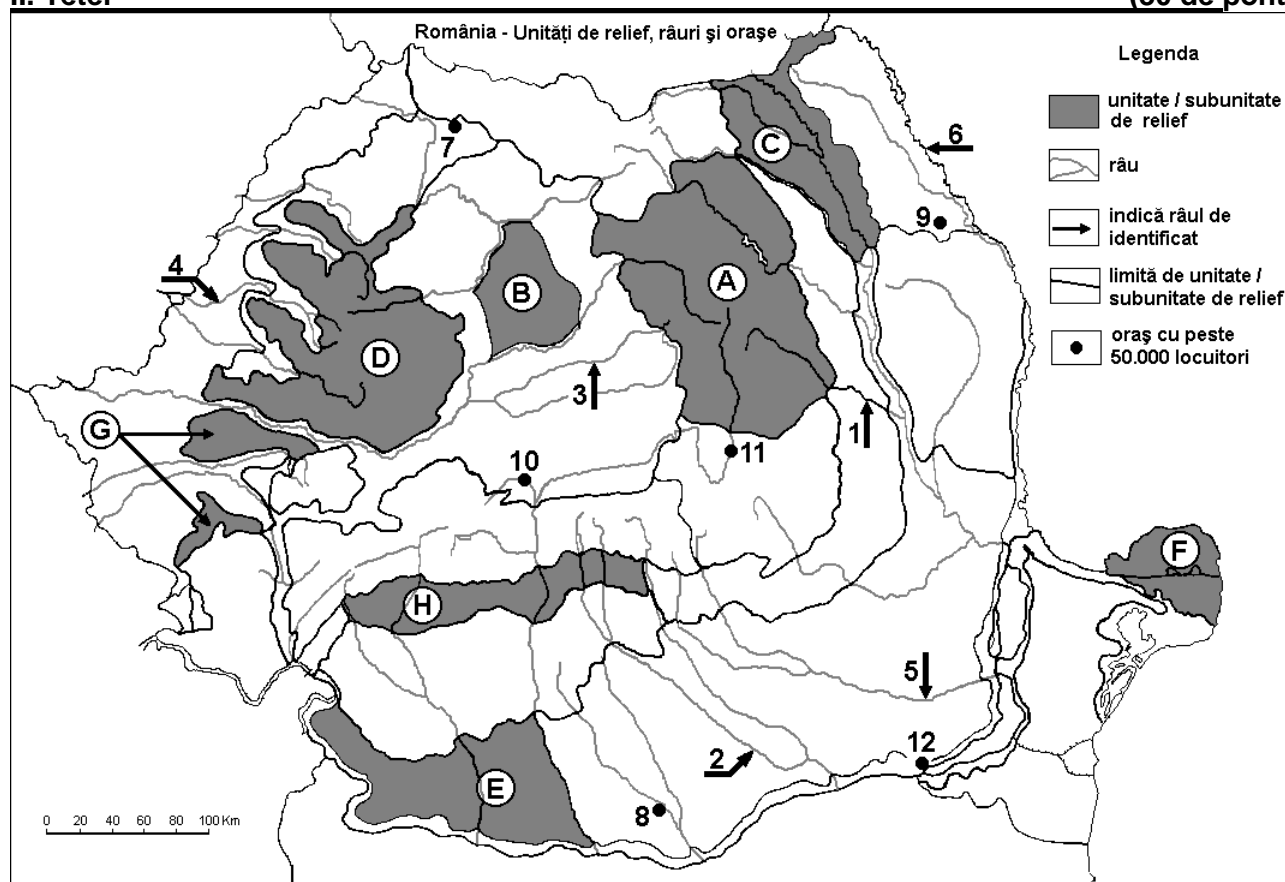 România - Unități de relief, râuri și orașe
Legenda
unitate / subunitate
de relief
râu
indică râul de
identificat
limită de unitate /
subunitate de relief
oraș cu peste
50.000 locuitori
7
C
6
9
4
B
A
D
3
G
1
11
10
F
H
5
12
2
E
8
0 20 40 60 80 100 Km